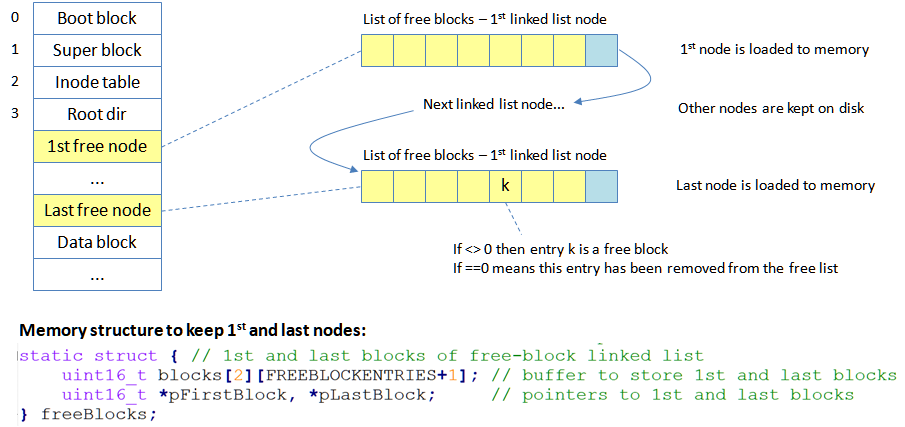 0 Boot block
1 Super block
2 Inode table
3 Root dir
1st free node
...
Last free node
Data block
...
List of free blocks – 1st linked list node
1st node is loaded to memory
Next linked list node...
Other nodes are kept on disk
List of free blocks – 1st linked list node
k
Last node is loaded to memory
If <> 0 then entry k is a free block
If ==0 means this entry has been removed from the free list
Memory structure to keep 1st and last nodes:
static struct { // 1st and last blocks of free-block linked list
uint16_t blocks[2][FREEBLOCKENTRIES+1]; // buffer to store 1st and last blocks
uint16_t *pFirstBlock, *pLastBlock; // pointers to 1st and last blocks
} freeBlocks;